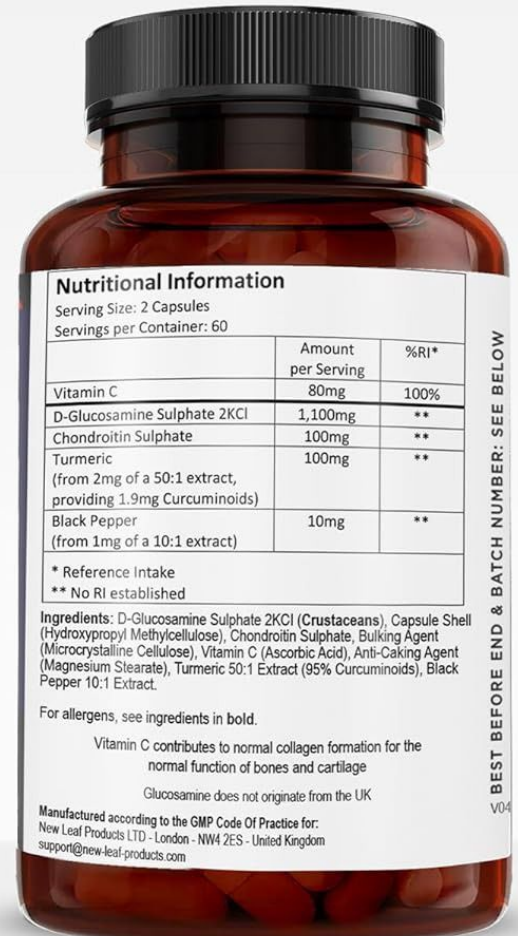 Nutritional Information
Serving Size: 2 Capsules
Servings per Container: 60
Amount per Serving %RI*
Vitamin C 80mg 100%
D-Glucosamine Sulphate 2KCl 1,100mg **
Chondroitin Sulphate 100mg **
Turmeric 100mg **
(from 2mg of a 50:1 extract,
providing 1.9mg Curcuminoids)
Black Pepper 10mg **
(from 1mg of a 10:1 extract)
* Reference Intake
** No RI established
Ingredients: D-Glucosamine Sulphate 2KCl (Crustaceans), Capsule Shell
(Hydroxypropyl Methylcellulose), Chondroitin Sulphate, Bulking Agent
(Microcrystalline Cellulose), Vitamin C (Ascorbic Acid), Anti-Caking Agent
(Magnesium Stearate), Turmeric 50:1 Extract (95% Curcuminoids), Black
Pepper 10:1 Extract.
For allergens, see ingredients in bold.
Vitamin C contributes to normal collagen formation for the
normal function of bones and cartilage
Glucosamine does not originate from the UK
Manufactured according to the GMP Code Of Practice for:
New Leaf Products LTD - London - NW4 2ES - United Kingdom
support@new-leaf-products.com
BEST BEFORE END & BATCH NUMBER: SEE BELOW
V04